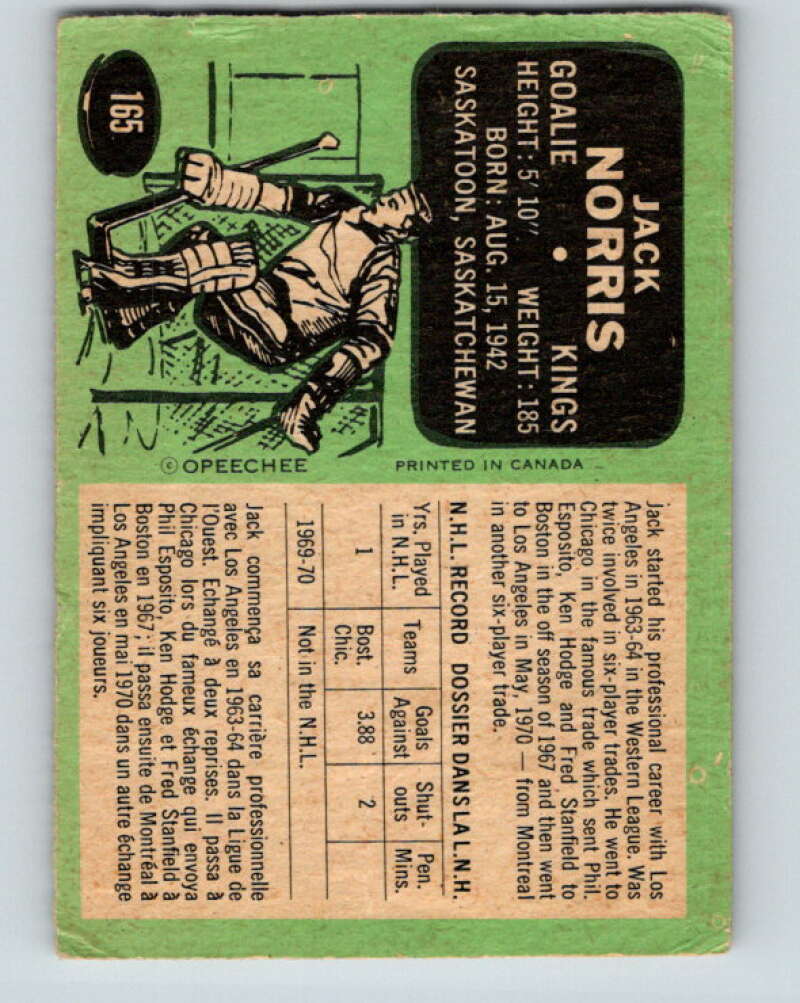 165
JACK
NORRIS
GOALIE • KINGS
HEIGHT: 5' 10" WEIGHT: 185
BORN: AUG. 15, 1942
SASKATOON, SASKATCHEWAN
© OPEECHEE PRINTED IN CANADA
Jack started his professional career with Los
Angeles in 1963-64 in the Western League. Was
twice involved in six-player trades. He went to
Chicago in the famous trade which sent Phil.
Esposito, Ken Hodge and Fred Stanfield to
Boston in the off season of 1967 and then went
to Los Angeles in May, 1970 — from Montreal
in another six-player trade.
N.H.L. RECORD DOSSIER DANS LA L.N.H.
Yrs. Played Teams Goals Shut- Pen.
in N.H.L. Against outs Mins.
1 Bost. 3.88 2
Chic.
1969-70 Not in the N.H.L.
Jack commença sa carrière professionnelle
avec Los Angeles en 1963-64 dans la Ligue de
l'Ouest. Echangé à deux reprises. Il passa à
Chicago lors du fameux échange qui envoya
Phil Esposito, Ken Hodge et Fred Stanfield à
Boston en 1967; il passa ensuite de Montréal à
Los Angeles en mai 1970 dans un autre échange
impliquant six joueurs.